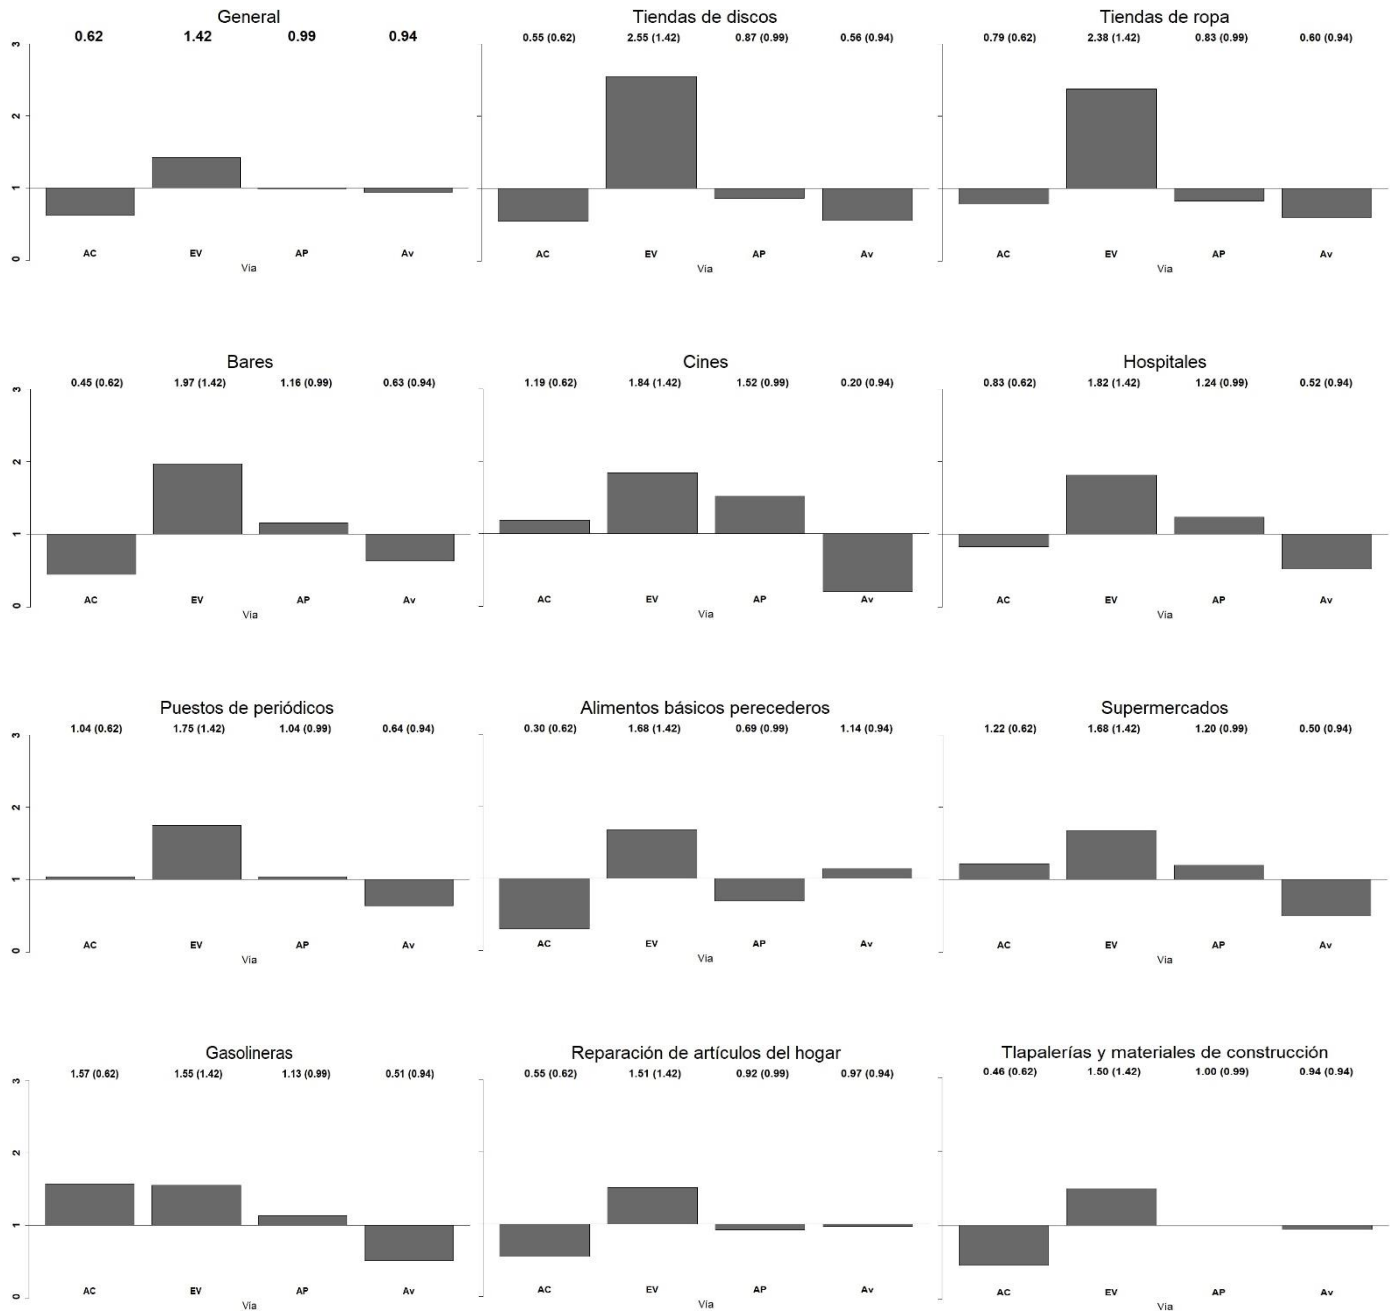 General
0.62 1.42 0.99 0.94
3
2
1
0
AC EV AP Av
Vía
Tiendas de discos
0.55 (0.62) 2.55 (1.42) 0.87 (0.99) 0.56 (0.94)
AC EV AP Av
Vía
Tiendas de ropa
0.79 (0.62) 2.38 (1.42) 0.83 (0.99) 0.60 (0.94)
AC EV AP Av
Vía
Bares
0.45 (0.62) 1.97 (1.42) 1.16 (0.99) 0.63 (0.94)
3
2
1
0
AC EV AP Av
Vía
Cines
1.19 (0.62) 1.84 (1.42) 1.52 (0.99) 0.20 (0.94)
AC EV AP Av
Vía
Hospitales
0.83 (0.62) 1.82 (1.42) 1.24 (0.99) 0.52 (0.94)
AC EV AP Av
Vía
Puestos de periódicos
1.04 (0.62) 1.75 (1.42) 1.04 (0.99) 0.64 (0.94)
3
2
1
0
AC EV AP Av
Vía
Alimentos básicos perecederos
0.30 (0.62) 1.68 (1.42) 0.69 (0.99) 1.14 (0.94)
AC EV AP Av
Vía
Supermercados
1.22 (0.62) 1.68 (1.42) 1.20 (0.99) 0.50 (0.94)
AC EV AP Av
Vía
Gasolineras
1.57 (0.62) 1.55 (1.42) 1.13 (0.99) 0.51 (0.94)
3
2
1
0
AC EV AP Av
Vía
Reparación de artículos del hogar
0.55 (0.62) 1.51 (1.42) 0.92 (0.99) 0.97 (0.94)
AC EV AP Av
Vía
Tlapalerías y materiales de construcción
0.46 (0.62) 1.50 (1.42) 1.00 (0.99) 0.94 (0.94)
AC EV AP Av
Vía